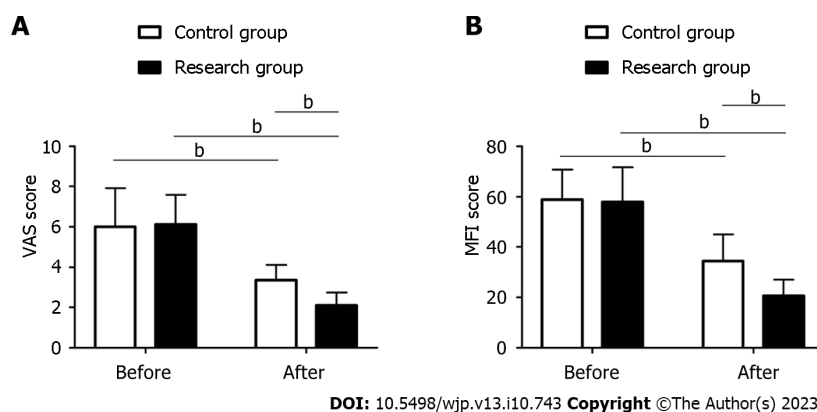 A
Control group
Research group
b
b
b
10
8
6
4
2
0
VAS score
Before
After
B
Control group
Research group
b
b
b
80
60
40
20
0
MFI score
Before
After
DOI: 10.5498/wjp.v13.i10.743 Copyright ©The Author(s) 2023